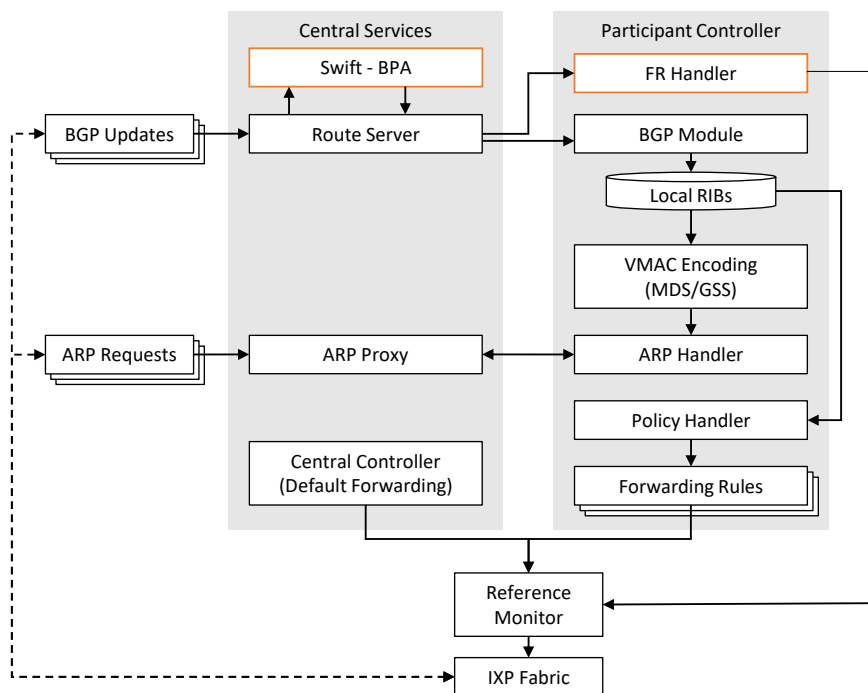 Central Services
Participant Controller
Swift - BPA
FR Handler
BGP Updates
Route Server
BGP Module
Local RIBs
VMAC Encoding
(MDS/GSS)
ARP Requests
ARP Proxy
ARP Handler
Policy Handler
Central Controller
(Default Forwarding)
Forwarding Rules
Reference
Monitor
IXP Fabric